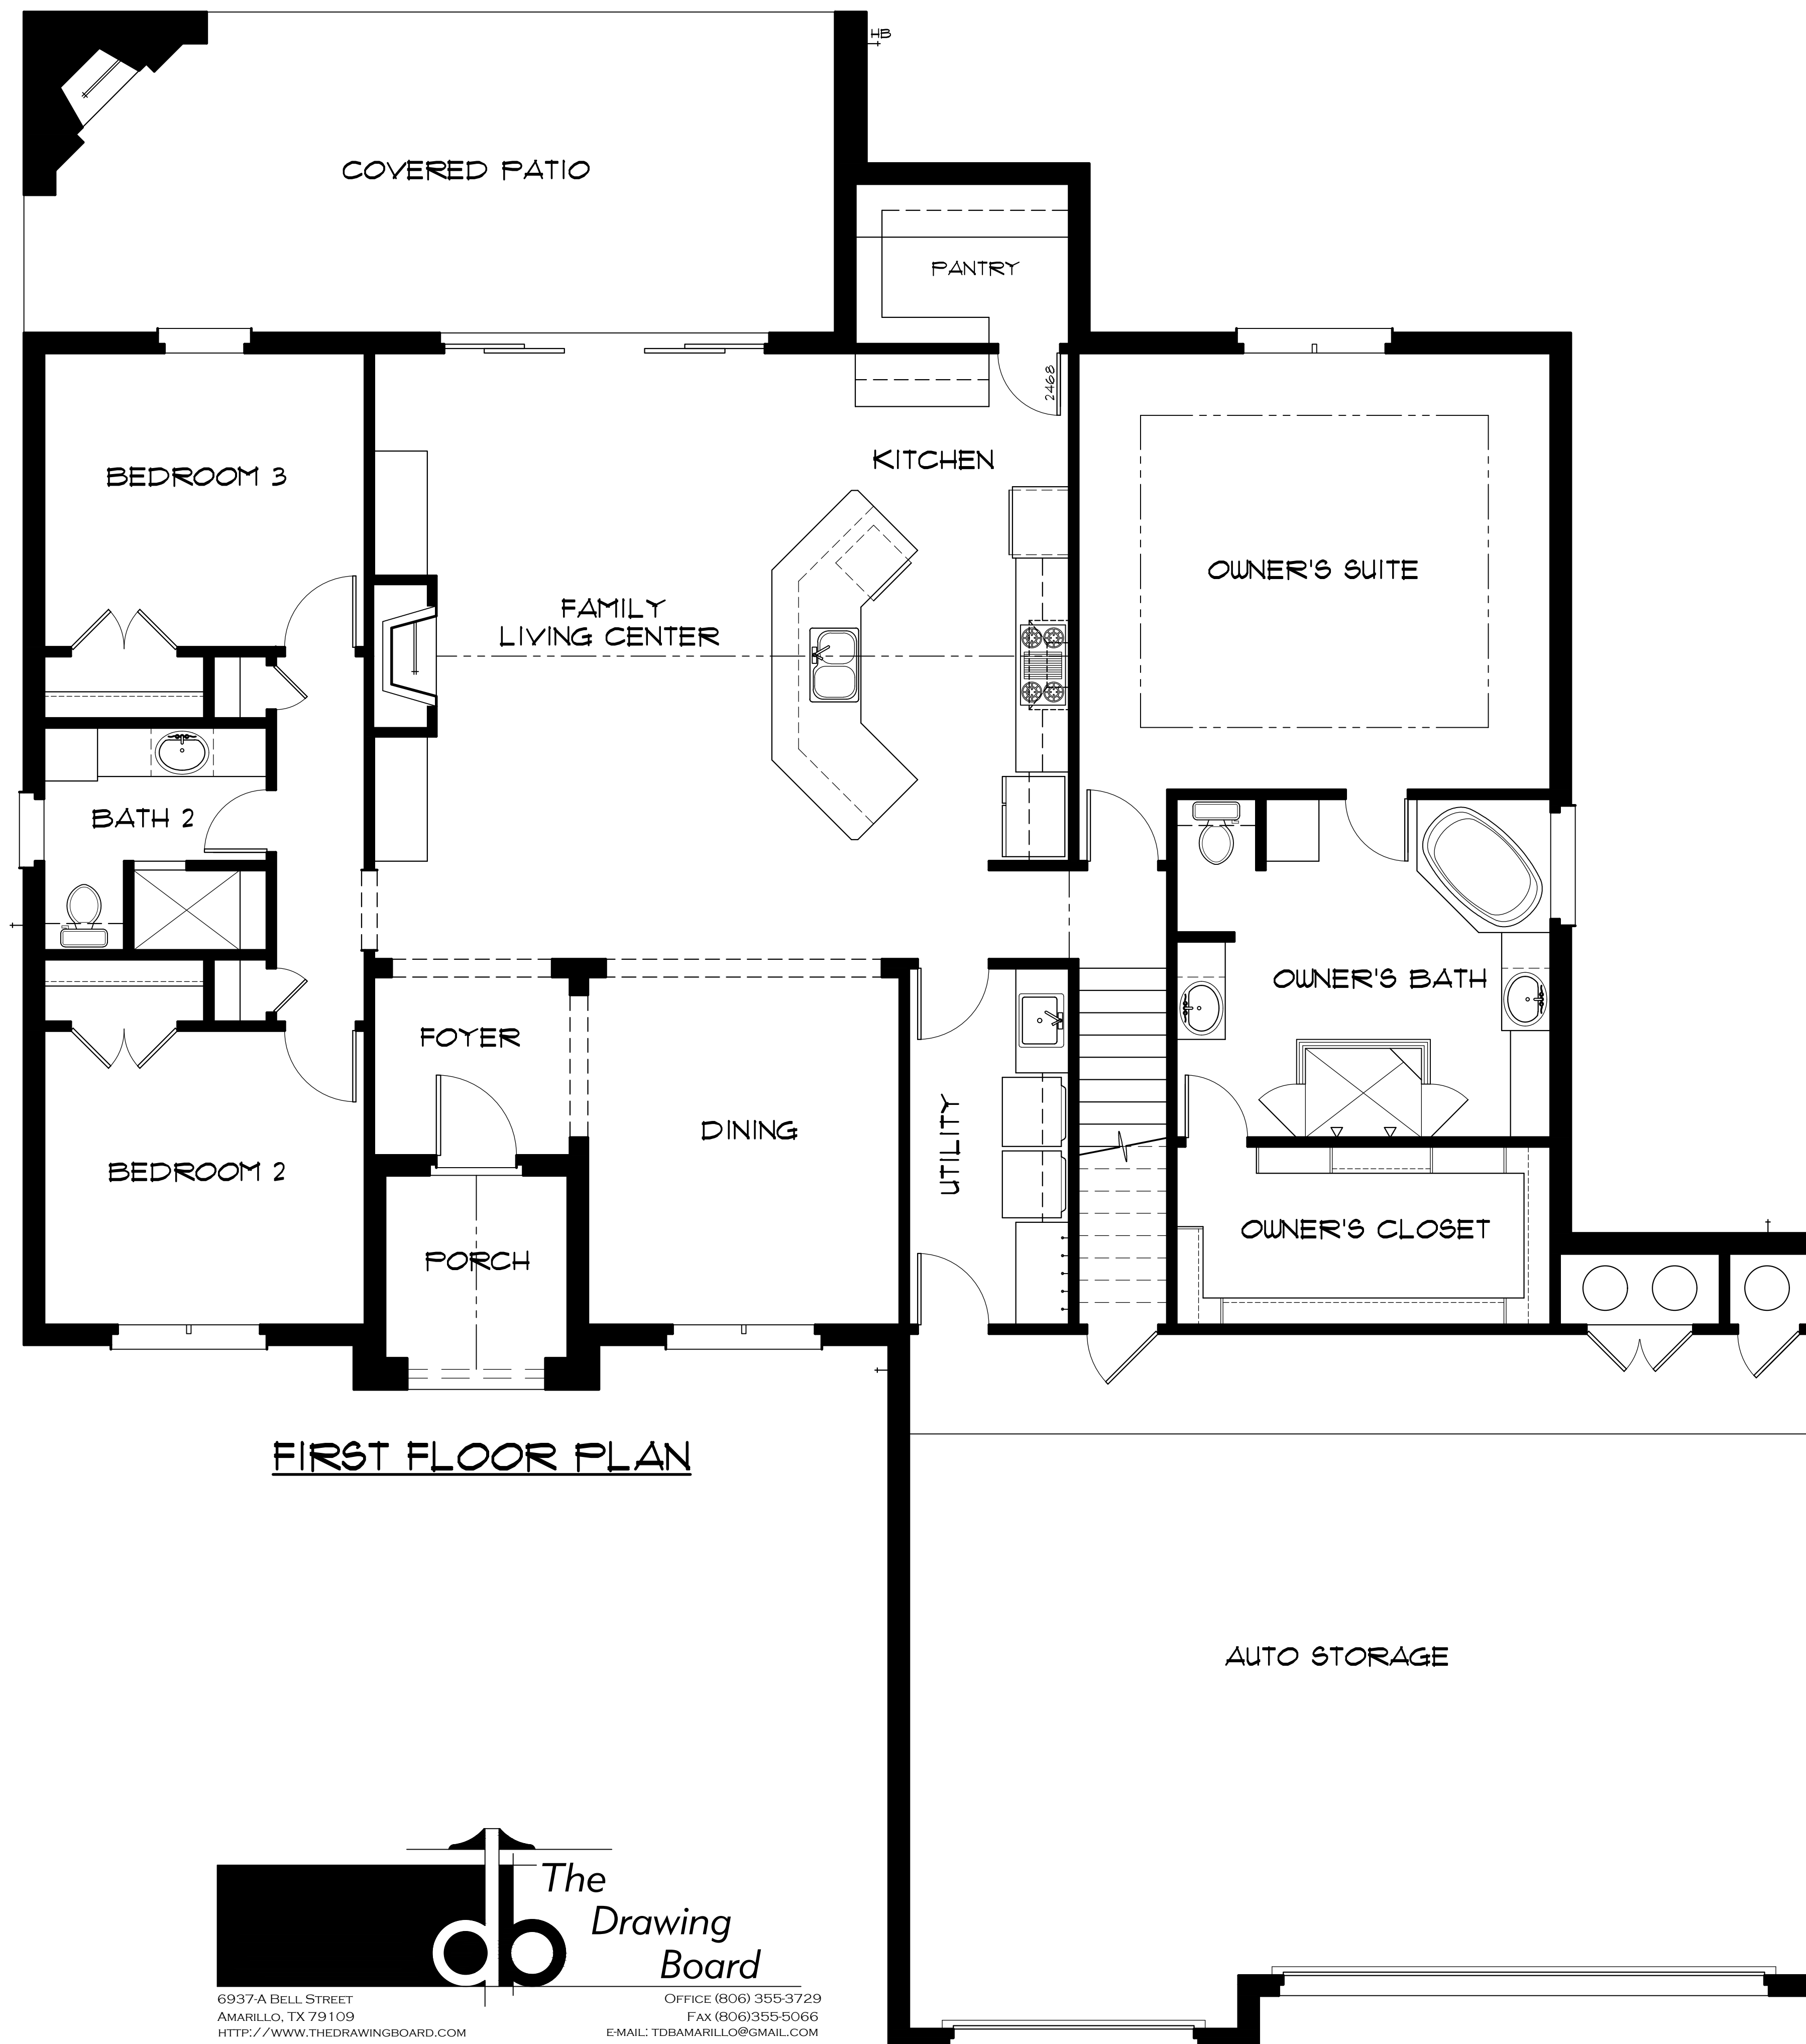 HB
COVERED PATIO
PANTRY
2468
KITCHEN
BEDROOM 3
OWNER'S SUITE
FAMILY
LIVING CENTER
BATH 2
OWNER'S BATH
FOYER
DINING
UTILITY
BEDROOM 2
OWNER'S CLOSET
PORCH
FIRST FLOOR PLAN
AUTO STORAGE
The
Drawing
Board
db
6937-A BELL STREET
AMARILLO, TX 79109
HTTP://WWW.THEDRAWINGBOARD.COM
OFFICE (806) 355-3729
FAX (806)355-5066
E-MAIL: TDBAMARILLO@GMAIL.COM